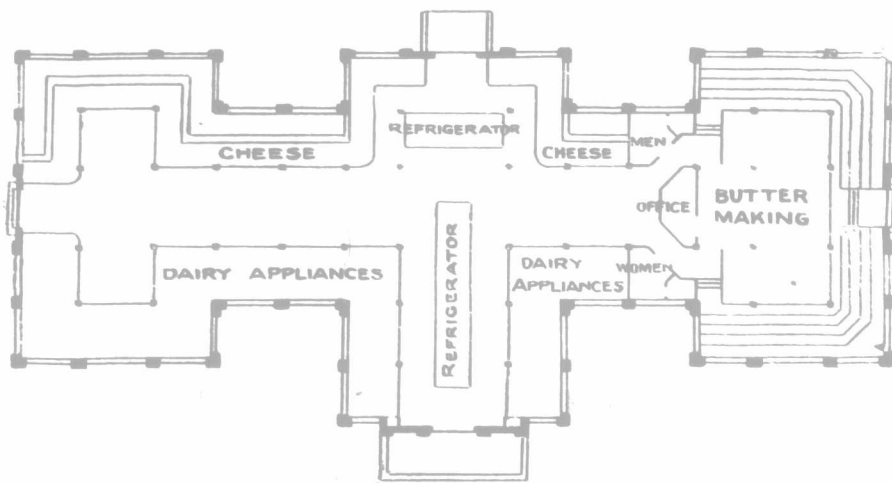 REFRIGERATOR
CHEESE
CHEESE
MEN
OFFICE
BUTTER
MAKING
REFRIGERATOR
DAIRY APPLIANCES
DAIRY
APPLIANCES
WOMEN